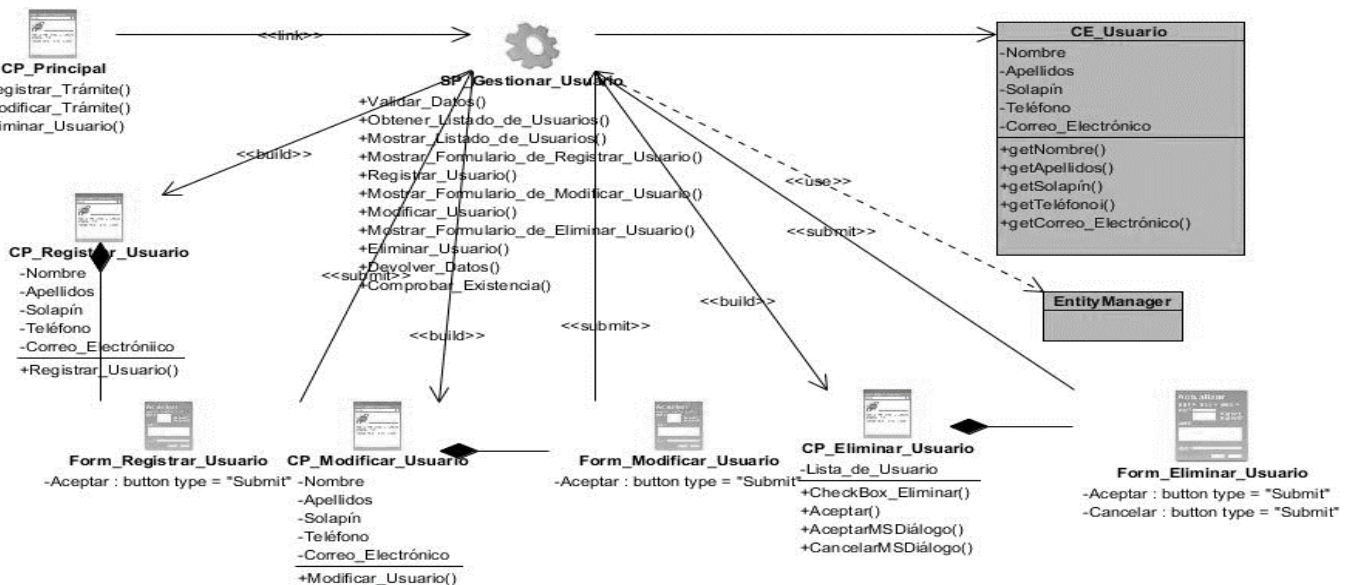 <<link>>
CP_Principal
egistrar_Trámite()
odificar_Trámite()
iminar_Usuario()
SP_Gestionar_Usuario
+Validar_Datos()
+Obtener_Listado_de_Usuarios()
+Mostrar_Listado_de_Usuarios()
+Mostrar_Formulario_de_Registrar_Usuario()
+Registrar_Usuario()
+Mostrar_Formulario_de_Modificar_Usuario()
+Modificar_Usuario()
+Mostrar_Formulario_de_Eliminar_Usuario()
+Eliminar_Usuario()
+Devolver_Datos()
+Comprobar_Existencia()
CE_Usuario
-Nombre
-Apellidos
-Solapín
-Teléfono
-Correo_Electrónico
+getNombre()
+getApellidos()
+getSolapín()
+getTeléfonoi()
+getCorreo_Electrónico()
<<build>>
<<use>>
<<submit>>
<<submit>>
<<build>>
<<build>>
<<submit>>
EntityManager
CP_Registrar_Usuario
-Nombre
-Apellidos
-Solapín
-Teléfono
-Correo_Electróniico
+Registrar_Usuario()
Form_Registrar_Usuario
-Aceptar : button type = "Submit"
CP_Modificar_Usuario
-Nombre
-Apellidos
-Solapín
-Teléfono
-Correo_Electrónico
+Modificar_Usuario()
Form_Modificar_Usuario
-Aceptar : button type = "Submit"
CP_Eliminar_Usuario
-Lista_de_Usuario
+CheckBox_Eliminar()
+Aceptar()
+AceptarMSDiálogo()
+CancelarMSDiálogo()
Actualizar
Form_Eliminar_Usuario
-Aceptar : button type = "Submit"
-Cancelar : button type = "Submit"